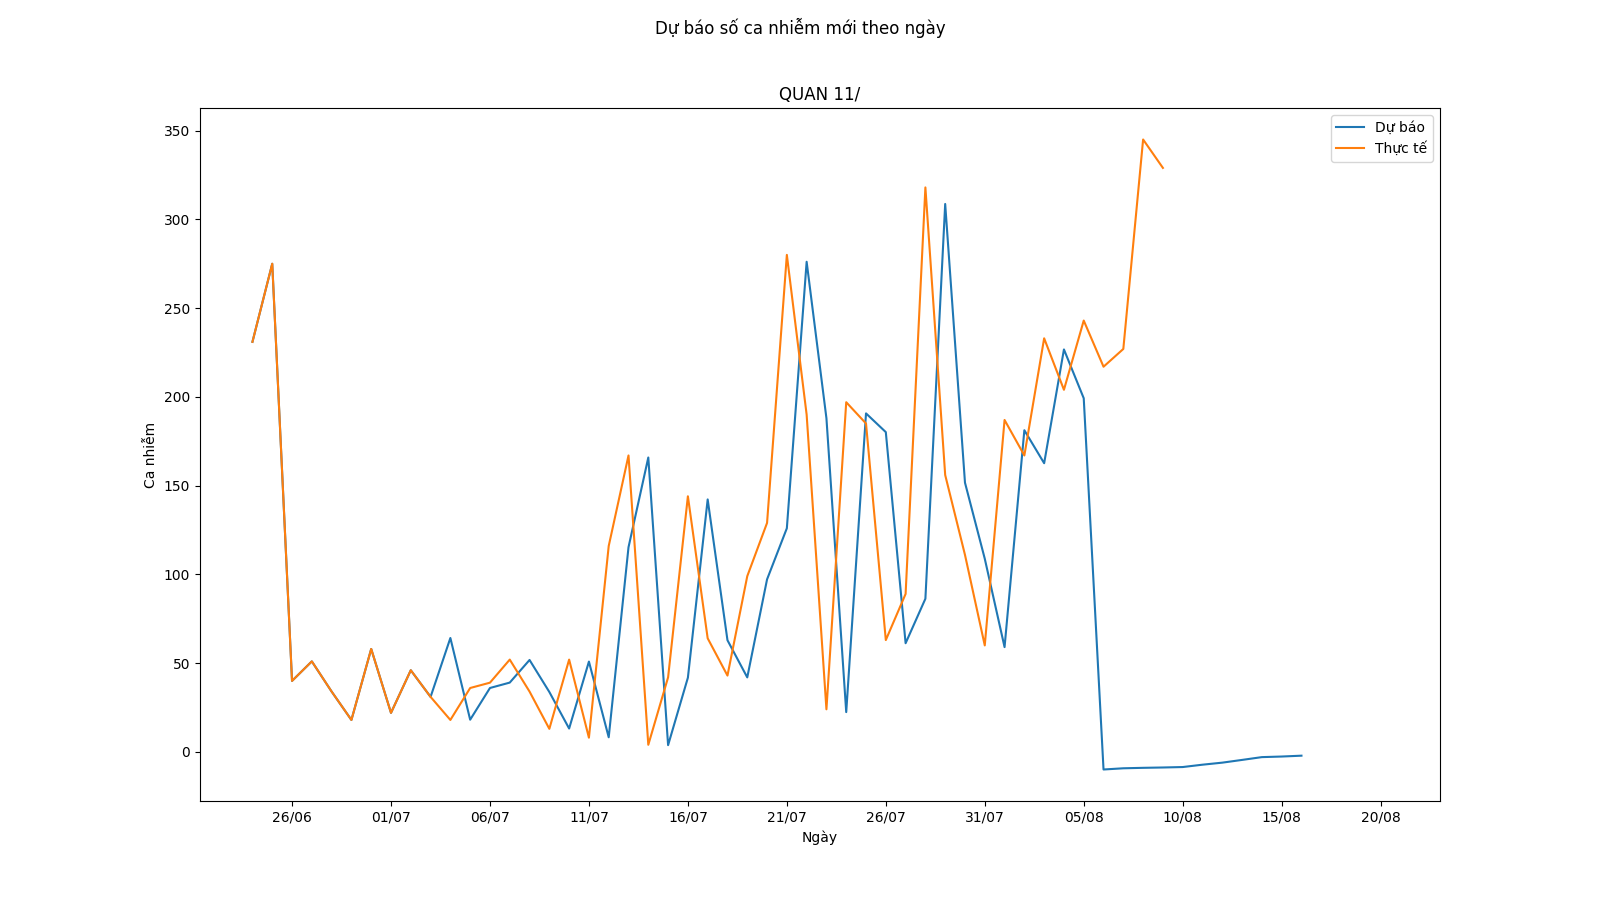 Dự báo số ca nhiễm mới theo ngày
QUAN 11/
Dự báo
Thực tế
350
300
250
200
150
100
50
0
Ca nhiễm
26/06 01/07 06/07 11/07 16/07 21/07 26/07 31/07 05/08 10/08 15/08 20/08
Ngày